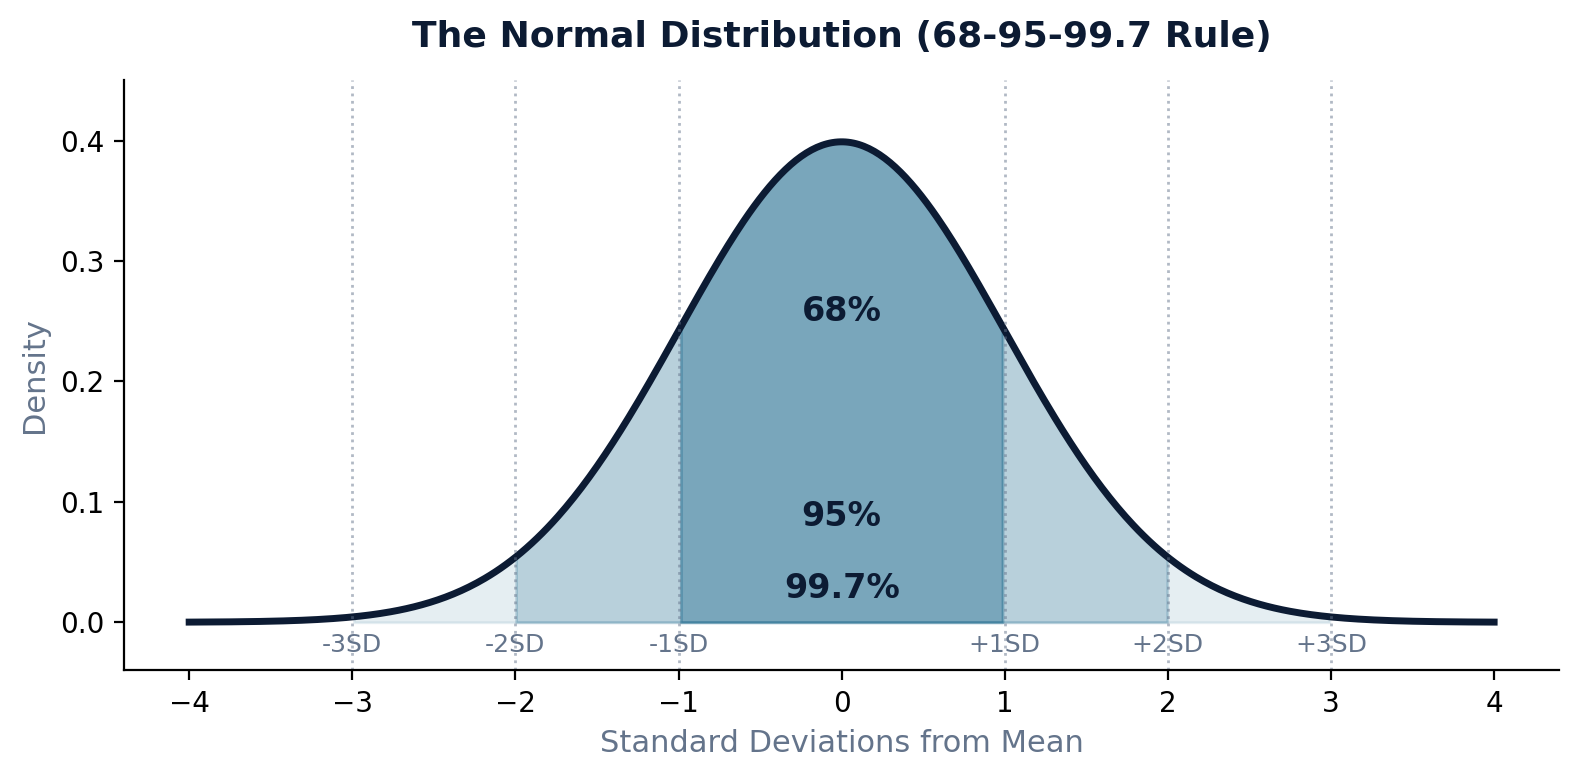 The Normal Distribution (68-95-99.7 Rule)
Density
0.4
0.3
0.2
0.1
0.0
68%
95%
99.7%
-3SD -2SD -1SD +1SD +2SD +3SD
−4 −3 −2 −1 0 1 2 3 4
Standard Deviations from Mean